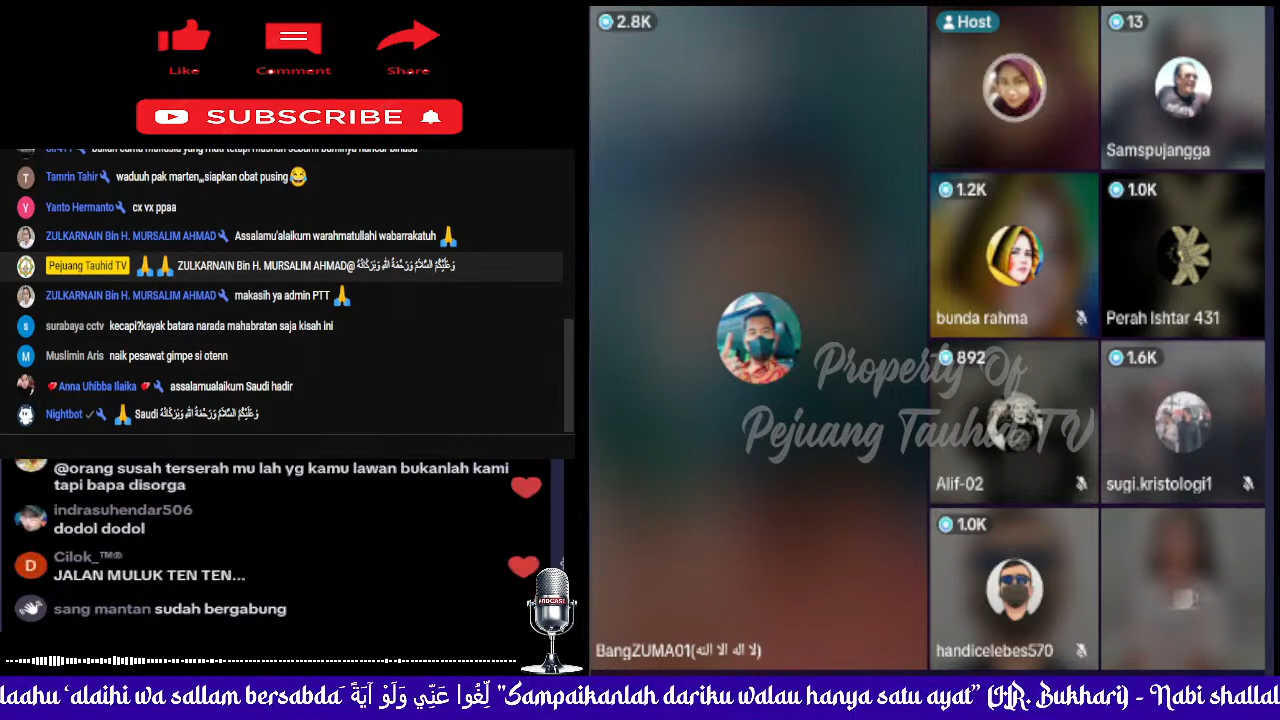 Like
Comment
Share
SUBSCRIBE
Tamrin Tahir waduuh pak marten,,,siapkan obat pusing😂
Yanto Hermanto cx vx ppaa
ZULKARNAIN Bin H. MURSALIM AHMAD Assalamu'alaikum warahmatullahi wabarrakatuh 🙏
Pejuang Tauhid TV 🙏🙏 ZULKARNAIN Bin H. MURSALIM AHMAD@ وَعَلَيْكُمُ السَّلاَمُ وَرَحْمَةُ اللهِ وَبَرَكَاتُهُ
ZULKARNAIN Bin H. MURSALIM AHMAD makasih ya admin PTT 🙏
surabaya cctv kecapi?kayak batara narada mahabratan saja kisah ini
Muslimin Aris naik pesawat gimpe si otenn
❤️Anna Uhibba Ilaika ❤️ assalamualaikum Saudi hadir
Nightbot 🙏 Saudi وَعَلَيْكُمُ السَّلاَمُ وَرَحْمَةُ اللهِ وَبَرَكَاتُهُ
@orang susah terserah mu lah yg kamu lawan bukanlah kami
tapi bapa disorga
indrasuhendar506
dodol dodol
Cilok_™®
JALAN MULUK TEN TEN...
sang mantan sudah bergabung
PODCAST
2.8K
Host
13
Samspujangga
1.2K
bunda rahma
1.0K
Perah Ishtar 431
Property Of
Pejuang Tauhid TV
892
Alif-02
1.6K
sugi.kristologi1
1.0K
handicelebes570
BangZUMA01(لا اله الا الله)
laahu 'alaihi wa sallam bersabda َ لِّغُوا عَنِّي وَلَوْ آيَةً "Sampaikanlah dariku walau hanya satu ayat" (HR. Bukhari) - Nabi shallal